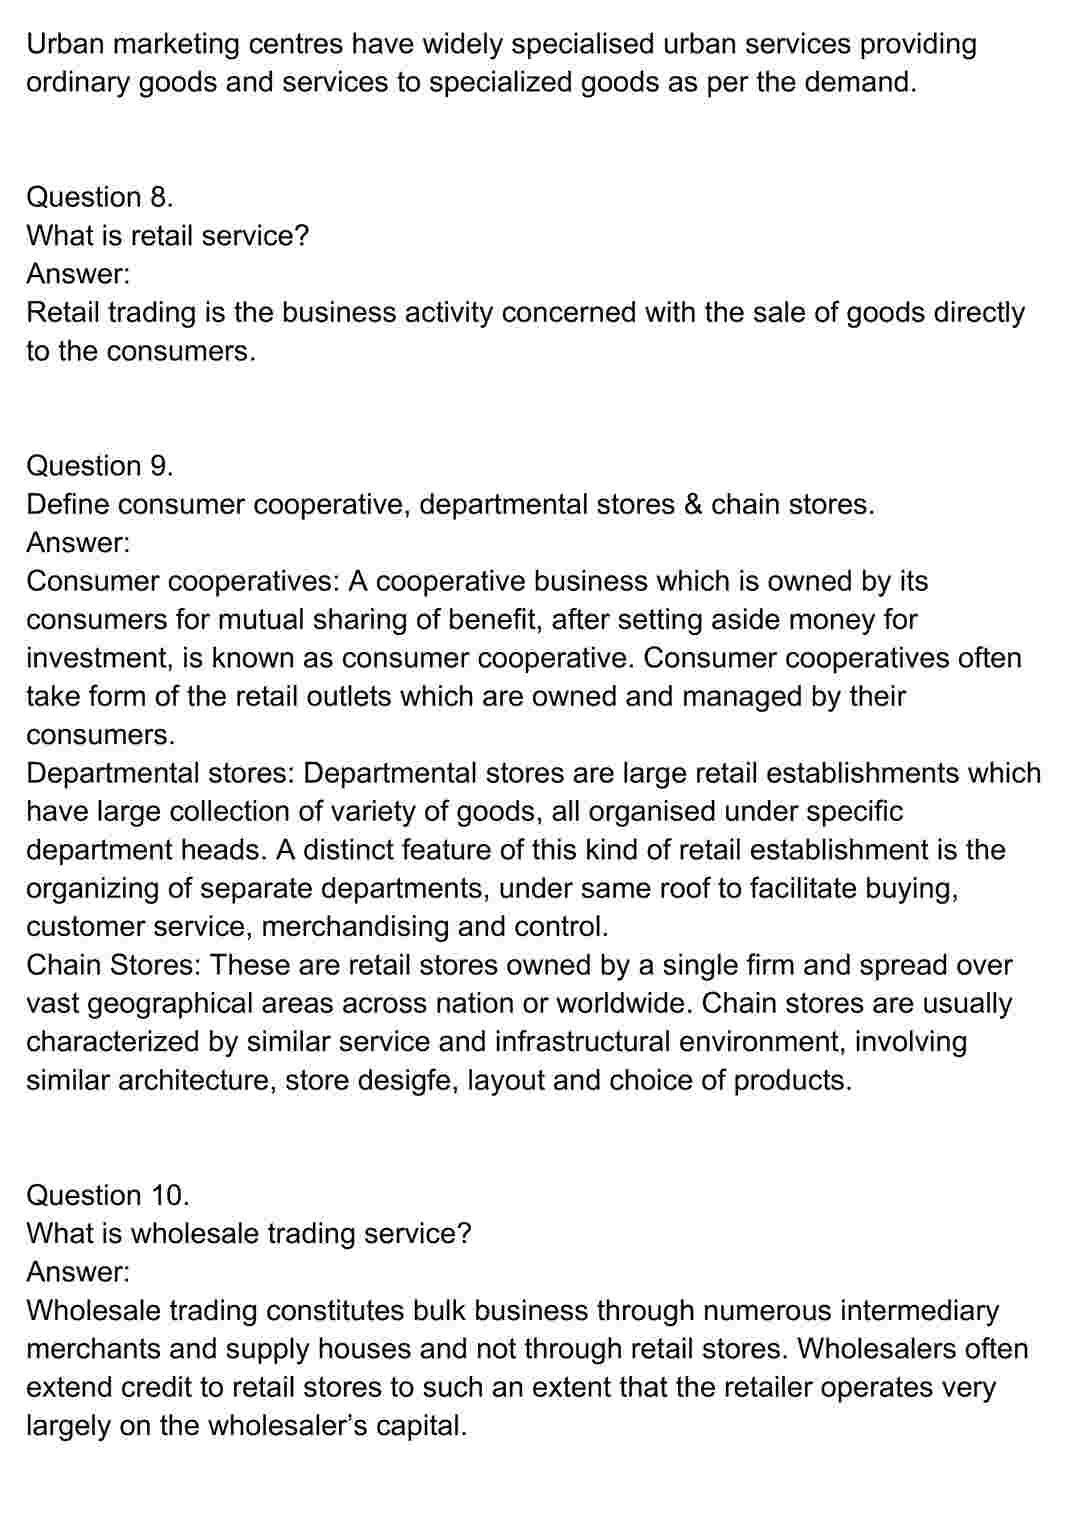 Urban marketing centres have widely specialised urban services providing
ordinary goods and services to specialized goods as per the demand.
Question 8.
What is retail service?
Answer:
Retail trading is the business activity concerned with the sale of goods directly
to the consumers.
Question 9.
Define consumer cooperative, departmental stores & chain stores.
Answer:
Consumer cooperatives: A cooperative business which is owned by its
consumers for mutual sharing of benefit, after setting aside money for
investment, is known as consumer cooperative. Consumer cooperatives often
take form of the retail outlets which are owned and managed by their
consumers.
Departmental stores: Departmental stores are large retail establishments which
have large collection of variety of goods, all organised under specific
department heads. A distinct feature of this kind of retail establishment is the
organizing of separate departments, under same roof to facilitate buying,
customer service, merchandising and control.
Chain Stores: These are retail stores owned by a single firm and spread over
vast geographical areas across nation or worldwide. Chain stores are usually
characterized by similar service and infrastructural environment, involving
similar architecture, store desigfe, layout and choice of products.
Question 10.
What is wholesale trading service?
Answer:
Wholesale trading constitutes bulk business through numerous intermediary
merchants and supply houses and not through retail stores. Wholesalers often
extend credit to retail stores to such an extent that the retailer operates very
largely on the wholesaler’s capital.